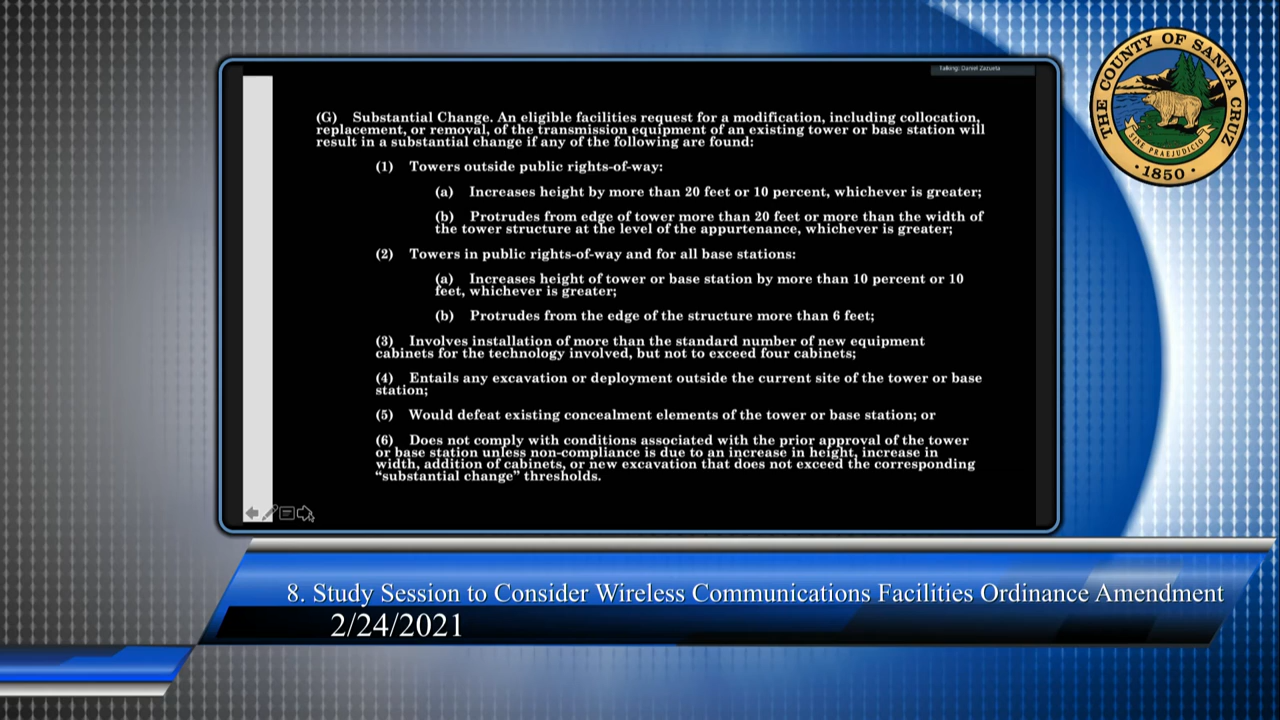 Talking: Daniel Zazueta
(G) Substantial Change. An eligible facilities request for a modification, including collocation,
replacement, or removal, of the transmission equipment of an existing tower or base station will
result in a substantial change if any of the following are found:
(1) Towers outside public rights-of-way:
(a) Increases height by more than 20 feet or 10 percent, whichever is greater;
(b) Protrudes from edge of tower more than 20 feet or more than the width of
the tower structure at the level of the appurtenance, whichever is greater;
(2) Towers in public rights-of-way and for all base stations:
(a) Increases height of tower or base station by more than 10 percent or 10
feet, whichever is greater;
(b) Protrudes from the edge of the structure more than 6 feet;
(3) Involves installation of more than the standard number of new equipment
cabinets for the technology involved, but not to exceed four cabinets;
(4) Entails any excavation or deployment outside the current site of the tower or base
station;
(5) Would defeat existing concealment elements of the tower or base station; or
(6) Does not comply with conditions associated with the prior approval of the tower
or base station unless non-compliance is due to an increase in height, increase in
width, addition of cabinets, or new excavation that does not exceed the corresponding
“substantial change” thresholds.
THE COUNTY OF SANTA CRUZ
SINE PRAEJUDICIO
• 1850 •
8. Study Session to Consider Wireless Communications Facilities Ordinance Amendment
2/24/2021